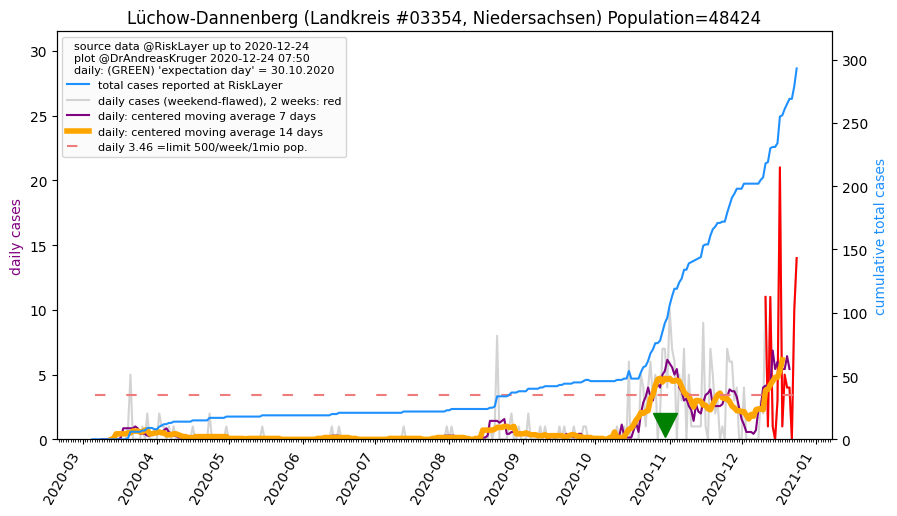 Lüchow-Dannenberg (Landkreis #03354, Niedersachsen) Population=48424
source data @RiskLayer up to 2020-12-24
plot @DrAndreasKruger 2020-12-24 07:50
daily: (GREEN) 'expectation day' = 30.10.2020
total cases reported at RiskLayer
daily cases (weekend-flawed), 2 weeks: red
daily: centered moving average 7 days
daily: centered moving average 14 days
daily 3.46 =limit 500/week/1mio pop.
daily cases
30
25
20
15
10
5
0
cumulative total cases
300
250
200
150
100
50
0
2020-03
2020-04
2020-05
2020-06
2020-07
2020-08
2020-09
2020-10
2020-11
2020-12
2021-01